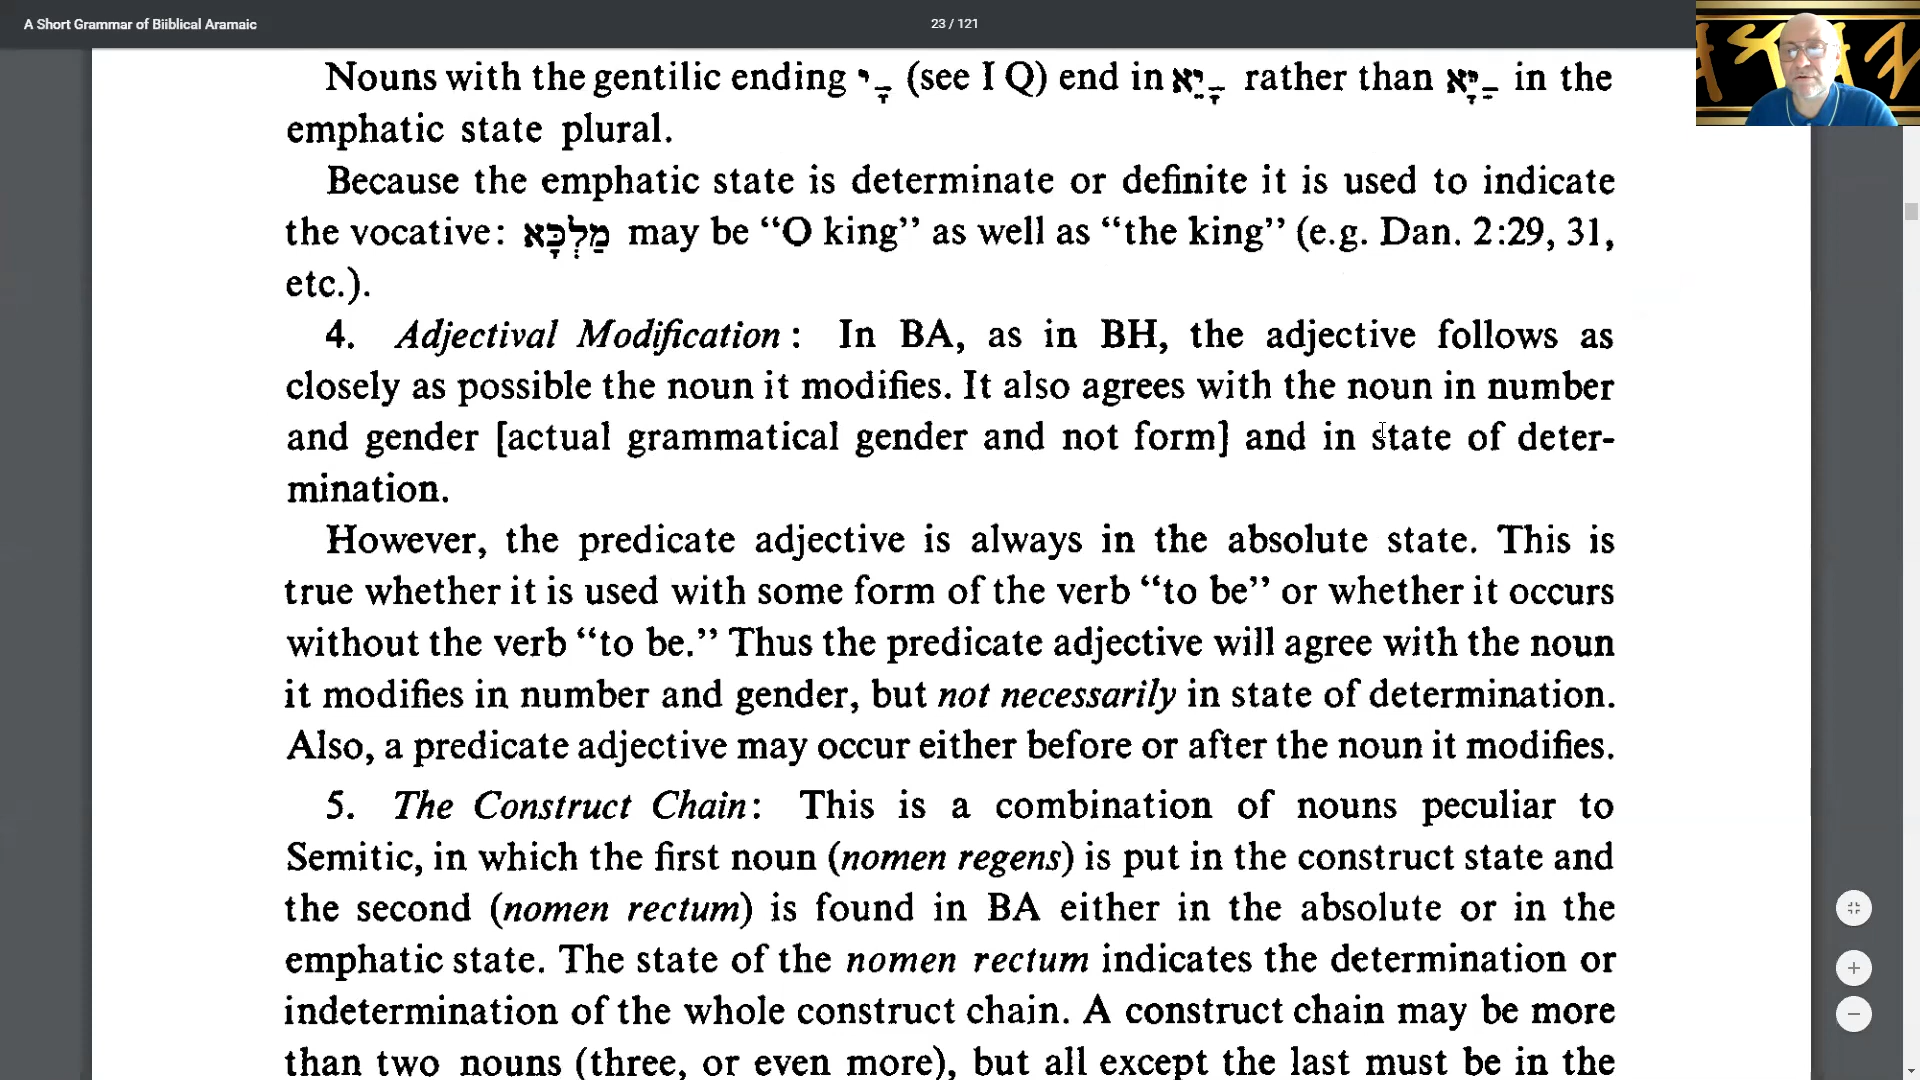 A Short Grammar of Biiblical Aramaic
23 / 121
Nouns with the gentilic ending ־ָי (see I Q) end in ־ָיֵא rather than ־ַיָּא in the
emphatic state plural.
Because the emphatic state is determinate or definite it is used to indicate
the vocative: מַלְכָּא may be “O king” as well as “the king” (e.g. Dan. 2:29, 31,
etc.).
4. Adjectival Modification: In BA, as in BH, the adjective follows as
closely as possible the noun it modifies. It also agrees with the noun in number
and gender [actual grammatical gender and not form] and in state of deter-
mination.
However, the predicate adjective is always in the absolute state. This is
true whether it is used with some form of the verb “to be” or whether it occurs
without the verb “to be.” Thus the predicate adjective will agree with the noun
it modifies in number and gender, but not necessarily in state of determination.
Also, a predicate adjective may occur either before or after the noun it modifies.
5. The Construct Chain: This is a combination of nouns peculiar to
Semitic, in which the first noun (nomen regens) is put in the construct state and
the second (nomen rectum) is found in BA either in the absolute or in the
emphatic state. The state of the nomen rectum indicates the determination or
indetermination of the whole construct chain. A construct chain may be more
than two nouns (three, or even more), but all except the last must be in the